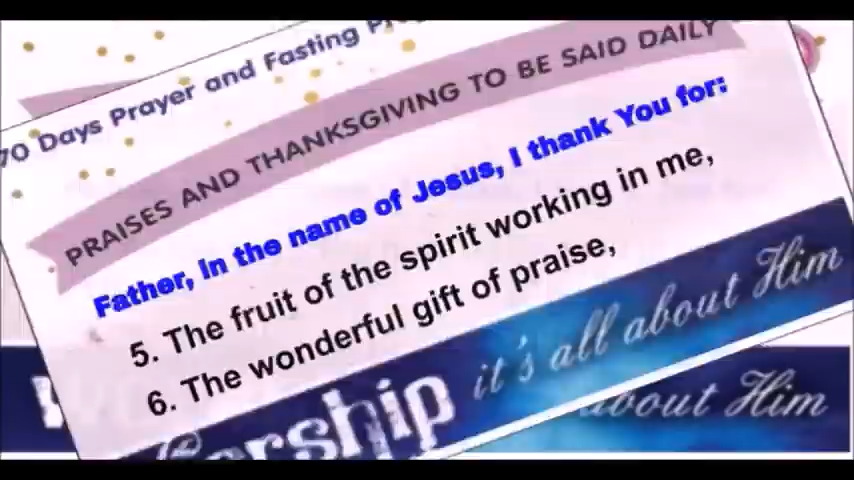 70 Days Prayer and Fasting
PRAISES AND THANKSGIVING TO BE SAID DAILY
Father, In the name of Jesus, I thank You for:
5. The fruit of the spirit working in me,
6. The wonderful gift of praise,
Worship it's all about Him
about Him